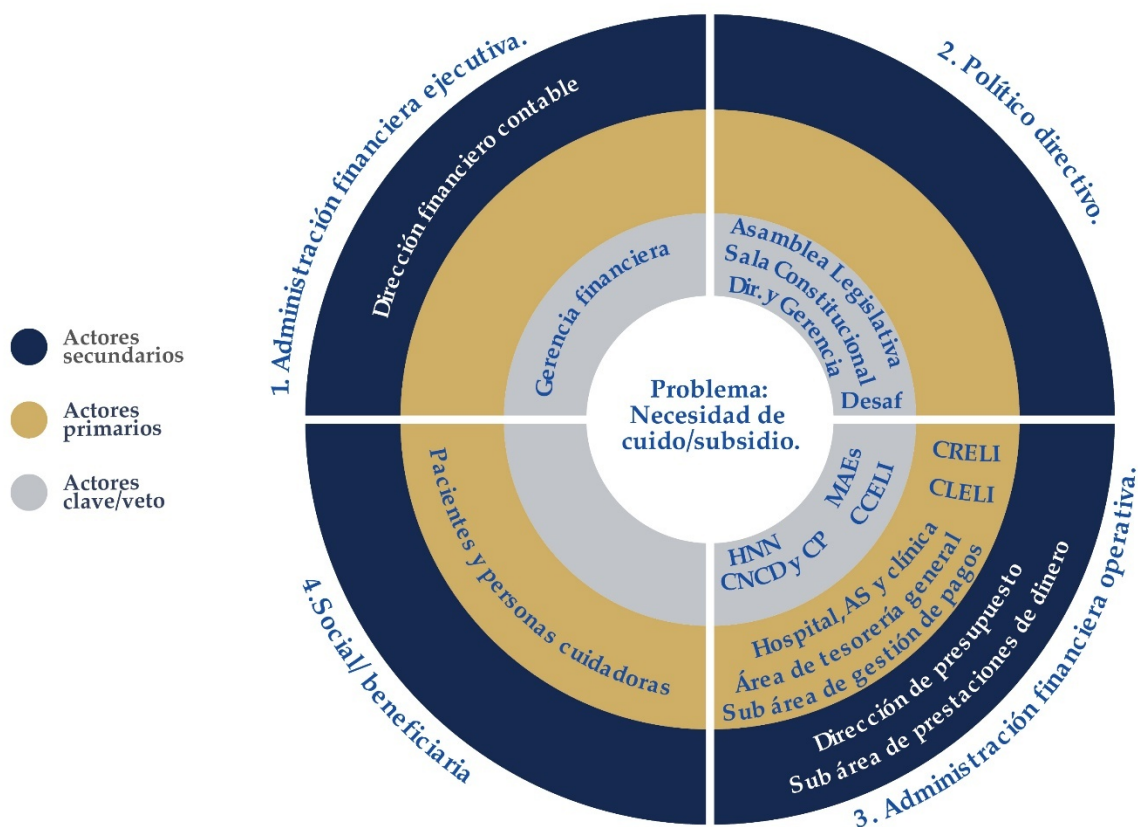 1. Administración financiera ejecutiva.
Dirección financiero contable
Gerencia financiera
2. Político directivo.
Asamblea Legislativa
Sala Constitucional
Dir. y Gerencia
Desaf
Problema:
Necesidad de
cuido/subsidio.
Actores
secundarios
Actores
primarios
Actores
clave/veto
CRELI
CLELI
MAEs
CCELI
HNN
CNCD y CP
Hospital, AS y clínica
Área de tesorería general
Sub área de gestión de pagos
Dirección de presupuesto
Sub área de prestaciones de dinero
3. Administración financiera operativa.
Pacientes y personas cuidadoras
4.Social/ beneficiaria